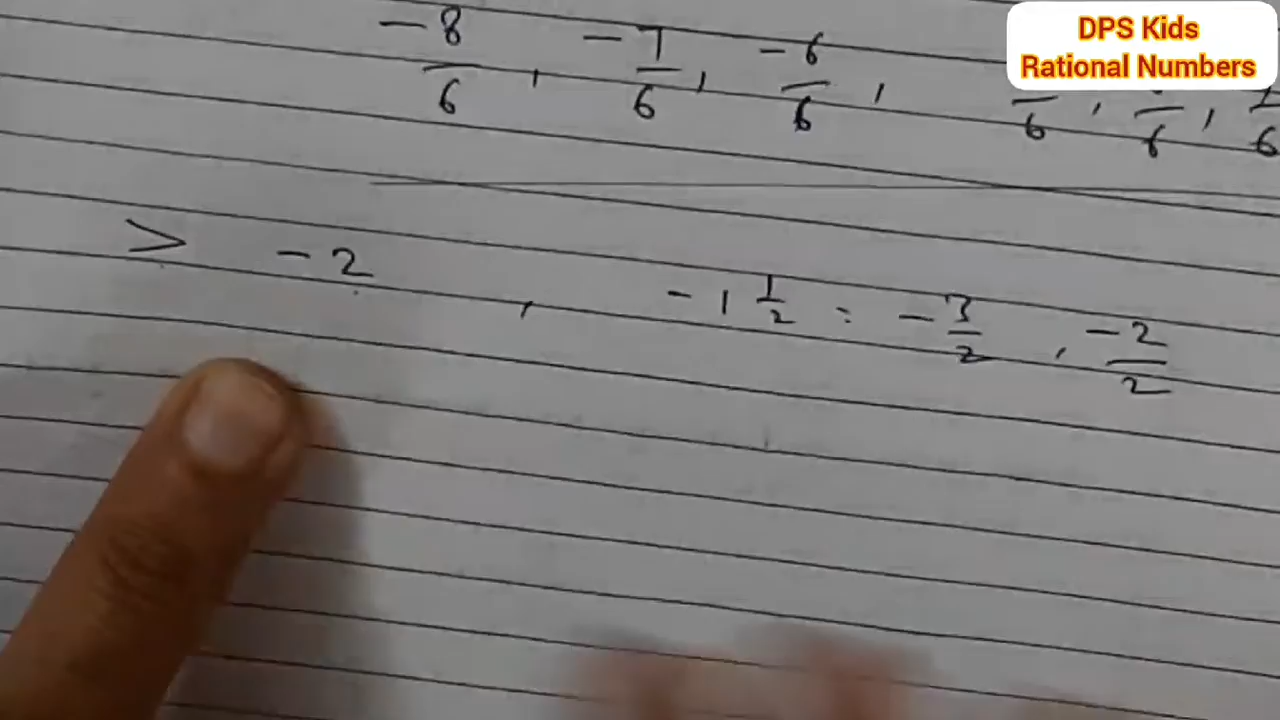 DPS Kids
Rational Numbers
-8/6 , -7/6 , -6/6 ,
> -2 , -1 1/2 = -3/2 , -2/2